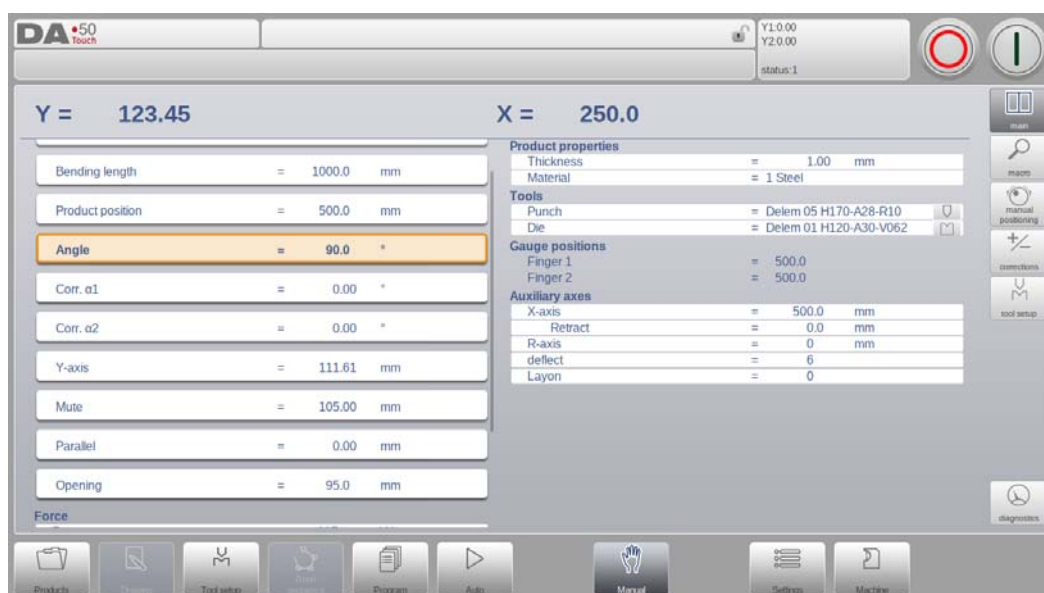 DA•50
Touch
Y1:0.00
Y2:0.00
status:1
Y = 123.45
X = 250.0
Bending length = 1000.0 mm
Product position = 500.0 mm
Angle = 90.0 °
Corr. α1 = 0.00 °
Corr. α2 = 0.00 °
Y-axis = 111.61 mm
Mute = 105.00 mm
Parallel = 0.00 mm
Opening = 95.0 mm
Force
Product properties
Thickness = 1.00 mm
Material = 1 Steel
Tools
Punch = Delem 05 H170-A28-R10
Die = Delem 01 H120-A30-V062
Gauge positions
Finger 1 = 500.0
Finger 2 = 500.0
Auxiliary axes
X-axis = 500.0 mm
Retract = 0.0 mm
R-axis = 0 mm
deflect = 6
Layon = 0
main
macro
manual
positioning
corrections
tool setup
diagnostics
Products
Tool setup
Program
Auto
Manual
Settings
Machine